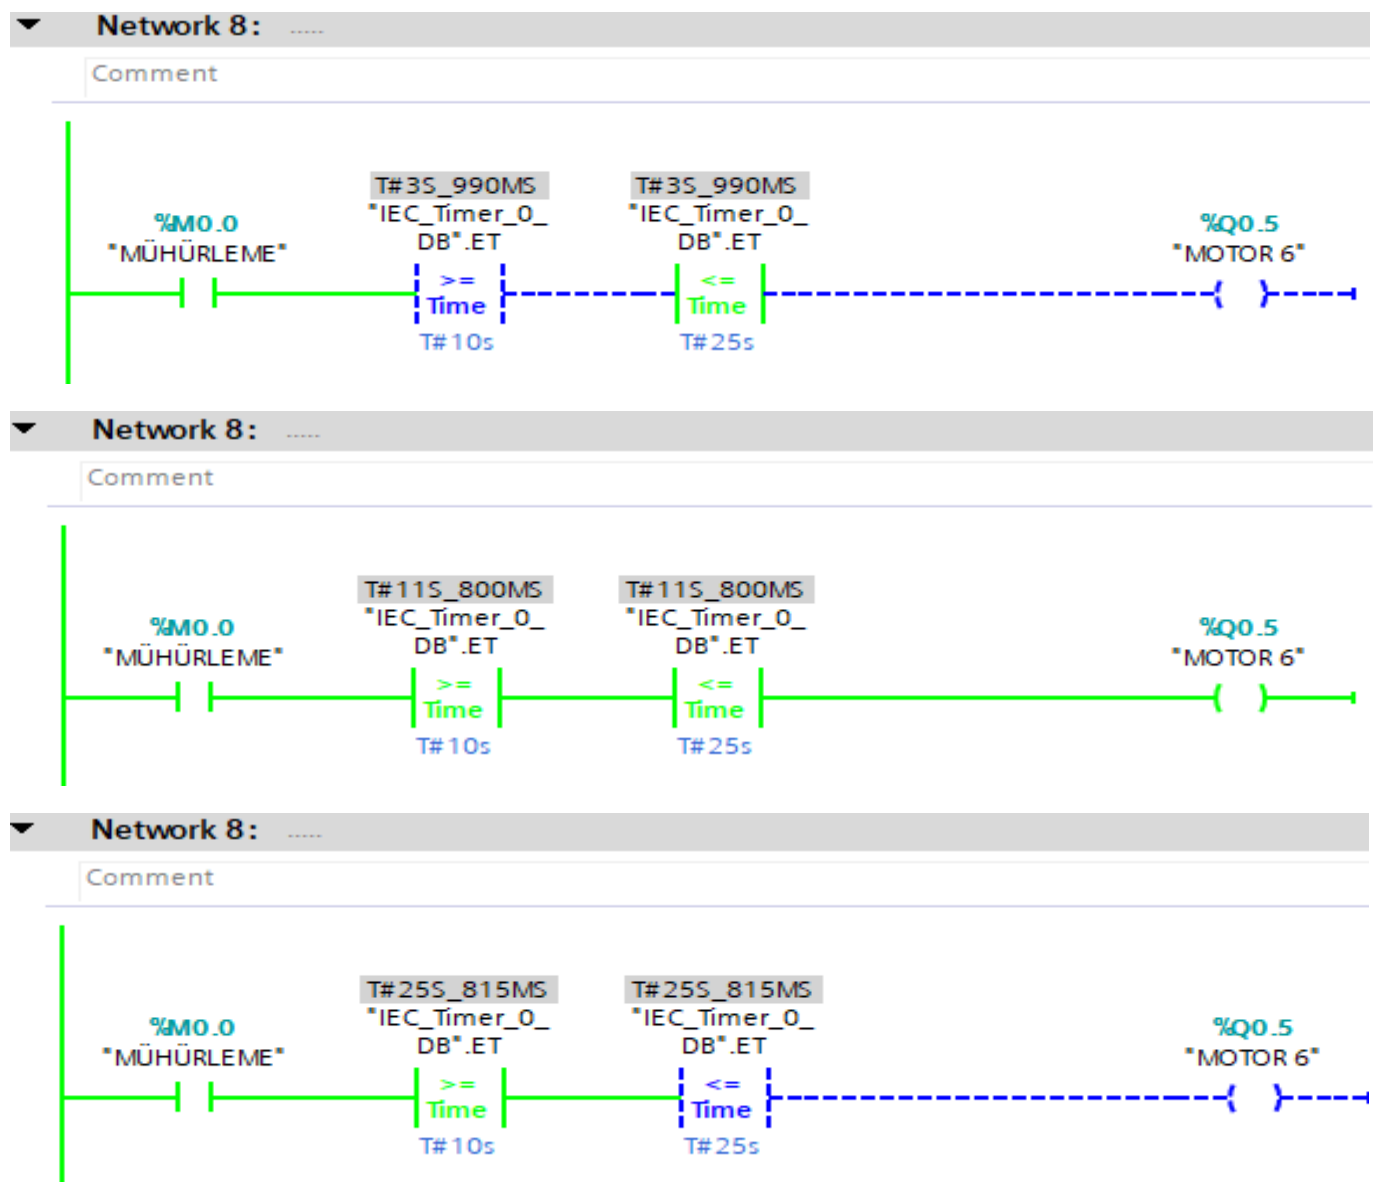 Network 8: .....
Comment
T#3S_990MS T#3S_990MS
%M0.0 "IEC_Timer_0_ "IEC_Timer_0_ %Q0.5
"MÜHÜRLEME" DB".ET DB".ET "MOTOR 6"
>= <=
Time Time
T#10s T#25s
Network 8: .....
Comment
T#11S_800MS T#11S_800MS
%M0.0 "IEC_Timer_0_ "IEC_Timer_0_ %Q0.5
"MÜHÜRLEME" DB".ET DB".ET "MOTOR 6"
>= <=
Time Time
T#10s T#25s
Network 8: .....
Comment
T#25S_815MS T#25S_815MS
%M0.0 "IEC_Timer_0_ "IEC_Timer_0_ %Q0.5
"MÜHÜRLEME" DB".ET DB".ET "MOTOR 6"
>= <=
Time Time
T#10s T#25s